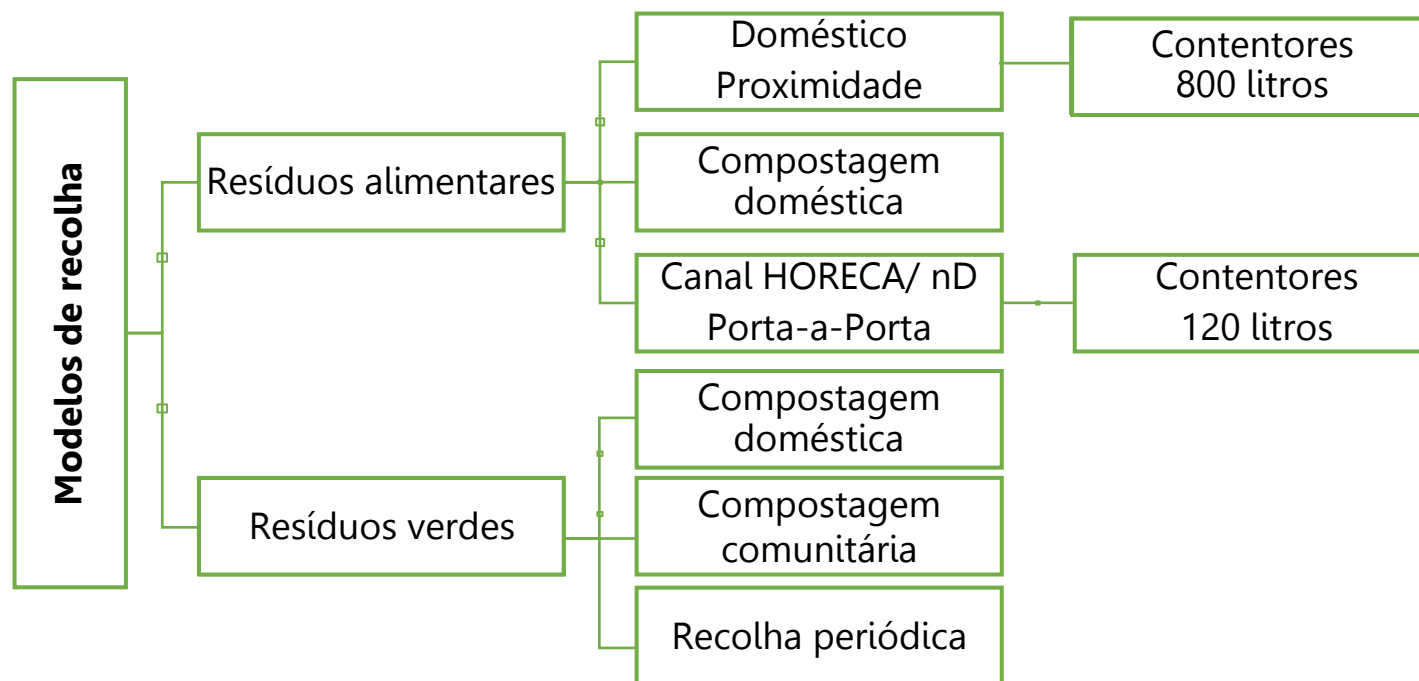 Modelos de recolha
Resíduos alimentares
Doméstico
Proximidade
Contentores
800 litros
Compostagem
doméstica
Canal HORECA/ nD
Porta-a-Porta
Contentores
120 litros
Resíduos verdes
Compostagem
doméstica
Compostagem
comunitária
Recolha periódica